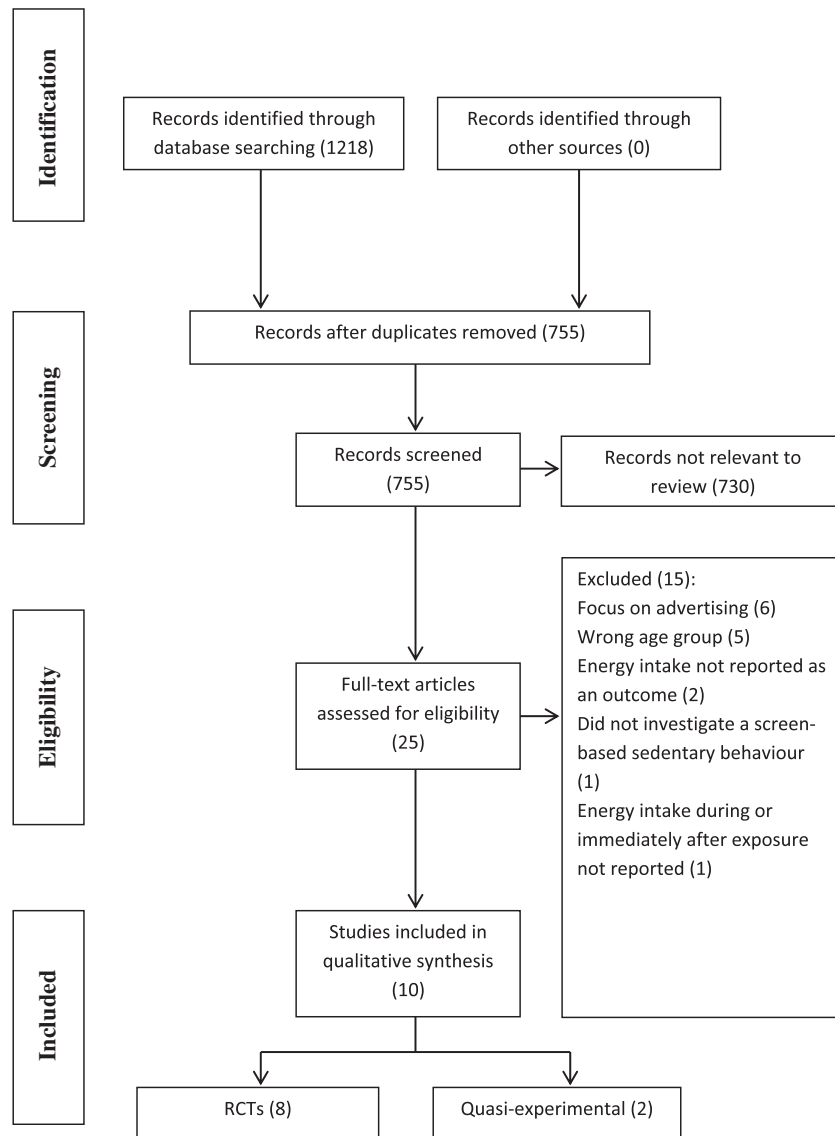 Identification
Records identified through
database searching (1218)
Records identified through
other sources (0)
Screening
Records after duplicates removed (755)
Records screened
(755)
Records not relevant to
review (730)
Eligibility
Full-text articles
assessed for eligibility
(25)
Excluded (15):
Focus on advertising (6)
Wrong age group (5)
Energy intake not reported as
an outcome (2)
Did not investigate a screen-
based sedentary behaviour
(1)
Energy intake during or
immediately after exposure
not reported (1)
Included
Studies included in
qualitative synthesis
(10)
RCTs (8)
Quasi-experimental (2)